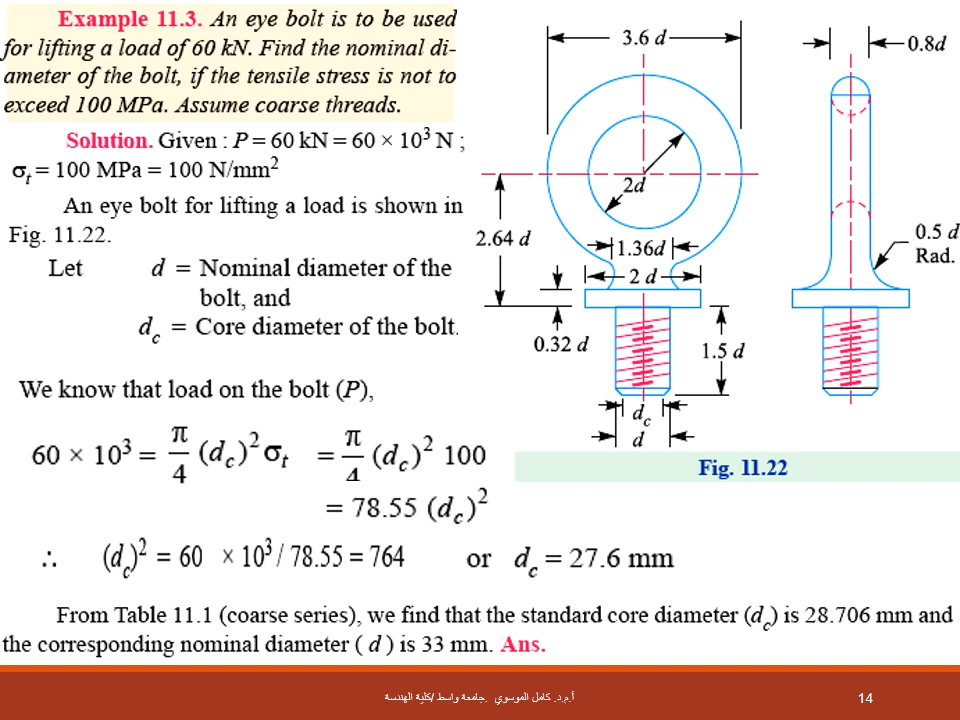 Example 11.3. An eye bolt is to be used
for lifting a load of 60 kN. Find the nominal di-
ameter of the bolt, if the tensile stress is not to
exceed 100 MPa. Assume coarse threads.
Solution. Given : P = 60 kN = 60 × 10³ N ;
σt = 100 MPa = 100 N/mm²
An eye bolt for lifting a load is shown in
Fig. 11.22.
Let d = Nominal diameter of the
bolt, and
dc = Core diameter of the bolt.
We know that load on the bolt (P),
60 × 10³ = π/4 (dc)² σt = π/4 (dc)² 100
= 78.55 (dc)²
∴ (dc)² = 60 × 10³ / 78.55 = 764 or dc = 27.6 mm
From Table 11.1 (coarse series), we find that the standard core diameter (dc) is 28.706 mm and
the corresponding nominal diameter ( d ) is 33 mm. Ans.
3.6 d
0.8d
2d
2.64 d
1.36d
2 d
0.5 d
Rad.
0.32 d
1.5 d
dc
d
Fig. 11.22
أ.م.د. كامل الموسوي .جامعة واسط /كلية الهندسة
14